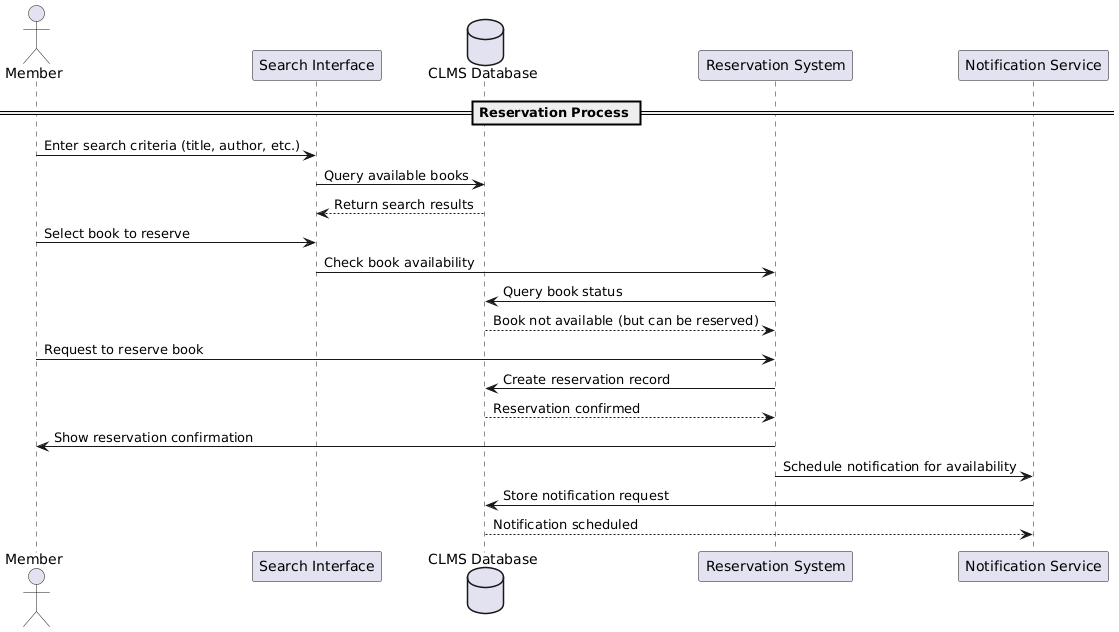 Member
Search Interface
CLMS Database
Reservation System
Notification Service
Reservation Process
Enter search criteria (title, author, etc.)
Query available books
Return search results
Select book to reserve
Check book availability
Query book status
Book not available (but can be reserved)
Request to reserve book
Create reservation record
Reservation confirmed
Show reservation confirmation
Schedule notification for availability
Store notification request
Notification scheduled
Member
Search Interface
CLMS Database
Reservation System
Notification Service